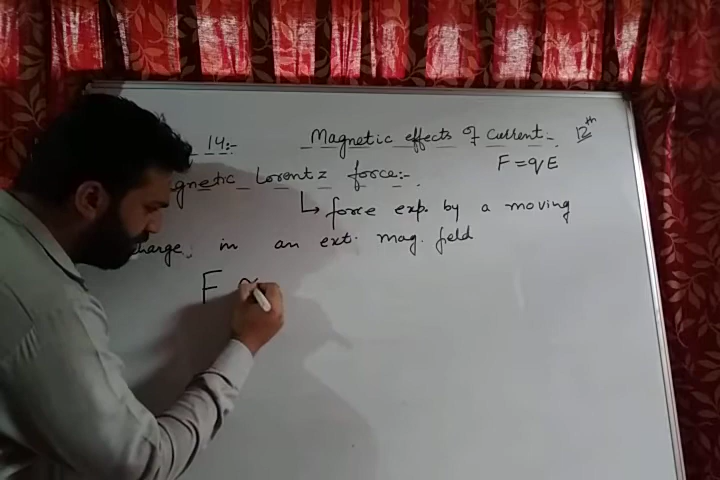 14:- Magnetic effects of current:- 12th
F = qE
gnetic Lorentz force:-
↳ force exp. by a moving
charge, in an ext. mag. field
F